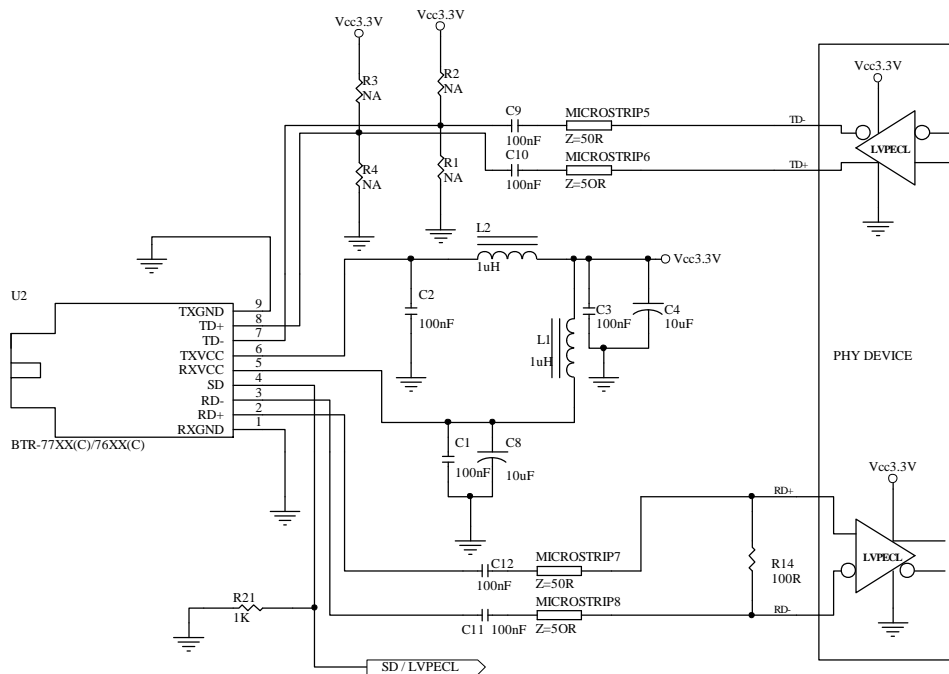 Vcc3.3V
Vcc3.3V
R3
NA
R2
NA
Vcc3.3V
C9
100nF
MICROSTRIP5
Z=50R
TD-
LVPECL
R4
NA
R1
NA
C10
100nF
MICROSTRIP6
Z=5OR
TD+
L2
1uH
Vcc3.3V
U2
C2
100nF
L1
1uH
C3
100nF
C4
10uF
PHY DEVICE
TXGND 9
TD+ 8
TD- 7
TXVCC 6
RXVCC 5
SD 4
RD- 3
RD+ 2
RXGND 1
BTR-77XX(C)/76XX(C)
C1
100nF
C8
10uF
Vcc3.3V
RD+
LVPECL
C12
100nF
MICROSTRIP7
Z=50R
R14
100R
R21
1K
C11 100nF
MICROSTRIP8
Z=5OR
RD-
SD / LVPECL